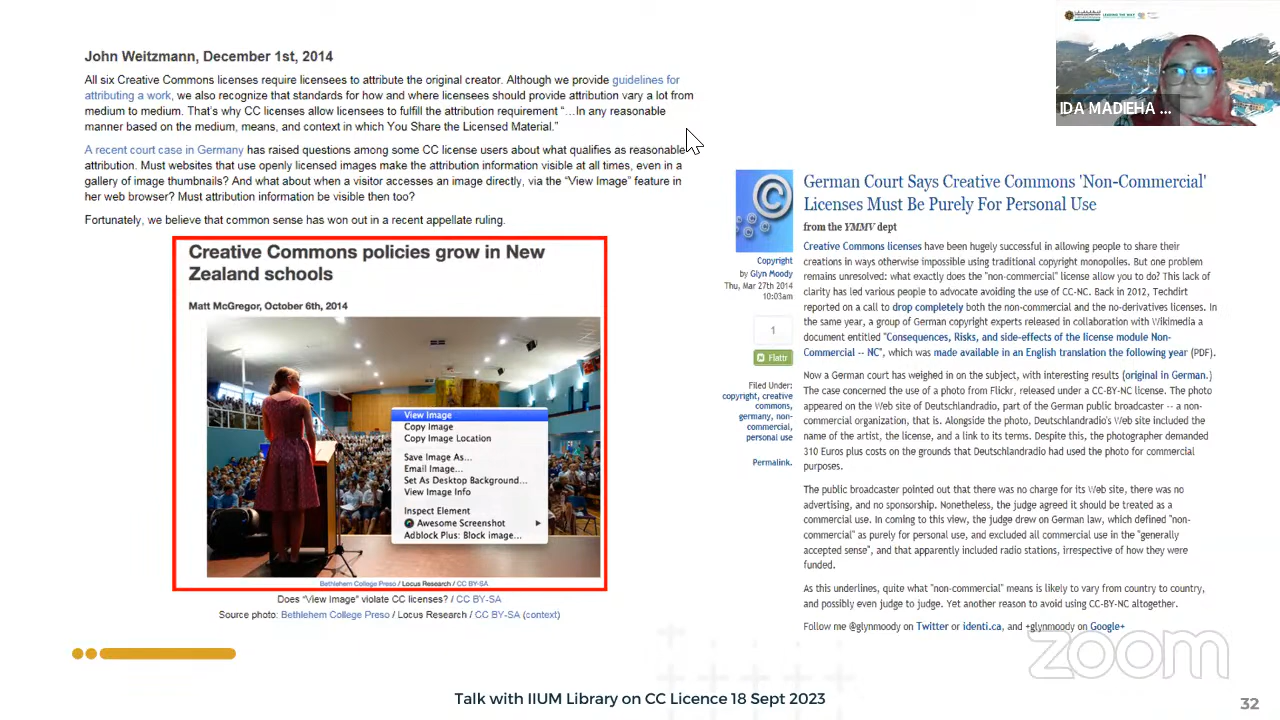 John Weitzmann, December 1st, 2014
All six Creative Commons licenses require licensees to attribute the original creator. Although we provide guidelines for
attributing a work, we also recognize that standards for how and where licensees should provide attribution vary a lot from
medium to medium. That's why CC licenses allow licensees to fulfill the attribution requirement “…In any reasonable
manner based on the medium, means, and context in which You Share the Licensed Material.”
A recent court case in Germany has raised questions among some CC license users about what qualifies as reasonable
attribution. Must websites that use openly licensed images make the attribution information visible at all times, even in a
gallery of image thumbnails? And what about when a visitor accesses an image directly, via the “View Image” feature in
her web browser? Must attribution information be visible then too?
Fortunately, we believe that common sense has won out in a recent appellate ruling.
Creative Commons policies grow in New
Zealand schools
Matt McGregor, October 6th, 2014
View Image
Copy Image
Copy Image Location
Save Image As...
Email Image...
Set As Desktop Background...
View Image Info
Inspect Element
Awesome Screenshot
Adblock Plus: Block image...
Bethlehem College Preso / Locus Research / CC BY-SA
Does “View Image” violate CC licenses? / CC BY-SA
Source photo: Bethlehem College Preso / Locus Research / CC BY-SA (context)
IDA MADIEHA ...
German Court Says Creative Commons 'Non-Commercial'
Licenses Must Be Purely For Personal Use
from the YMMV dept
Copyright
by Glyn Moody
Thu, Mar 27th 2014
10:03am
1
Flattr
Filed Under:
copyright, creative
commons,
germany, non-
commercial,
personal use
Permalink.
Creative Commons licenses have been hugely successful in allowing people to share their
creations in ways otherwise impossible using traditional copyright monopolies. But one problem
remains unresolved: what exactly does the "non-commercial" license allow you to do? This lack of
clarity has led various people to advocate avoiding the use of CC-NC. Back in 2012, Techdirt
reported on a call to drop completely both the non-commercial and the no-derivatives licenses. In
the same year, a group of German copyright experts released in collaboration with Wikimedia a
document entitled "Consequences, Risks, and side-effects of the license module Non-
Commercial -- NC", which was made available in an English translation the following year (PDF).
Now a German court has weighed in on the subject, with interesting results (original in German.)
The case concerned the use of a photo from Flickr, released under a CC-BY-NC license. The photo
appeared on the Web site of Deutschlandradio, part of the German public broadcaster -- a non-
commercial organization, that is. Alongside the photo, Deutschlandradio's Web site included the
name of the artist, the license, and a link to its terms. Despite this, the photographer demanded
310 Euros plus costs on the grounds that Deutschlandradio had used the photo for commercial
purposes.
The public broadcaster pointed out that there was no charge for its Web site, there was no
advertising, and no sponsorship. Nonetheless, the judge agreed it should be treated as a
commercial use. In coming to this view, the judge drew on German law, which defined "non-
commercial" as purely for personal use, and excluded all commercial use in the "generally
accepted sense", and that apparently included radio stations, irrespective of how they were
funded.
As this underlines, quite what "non-commercial" means is likely to vary from country to country,
and possibly even judge to judge. Yet another reason to avoid using CC-BY-NC altogether.
Follow me @glynmoody on Twitter or identi.ca, and +glynmoody on Google+
zoom
Talk with IIUM Library on CC Licence 18 Sept 2023
32